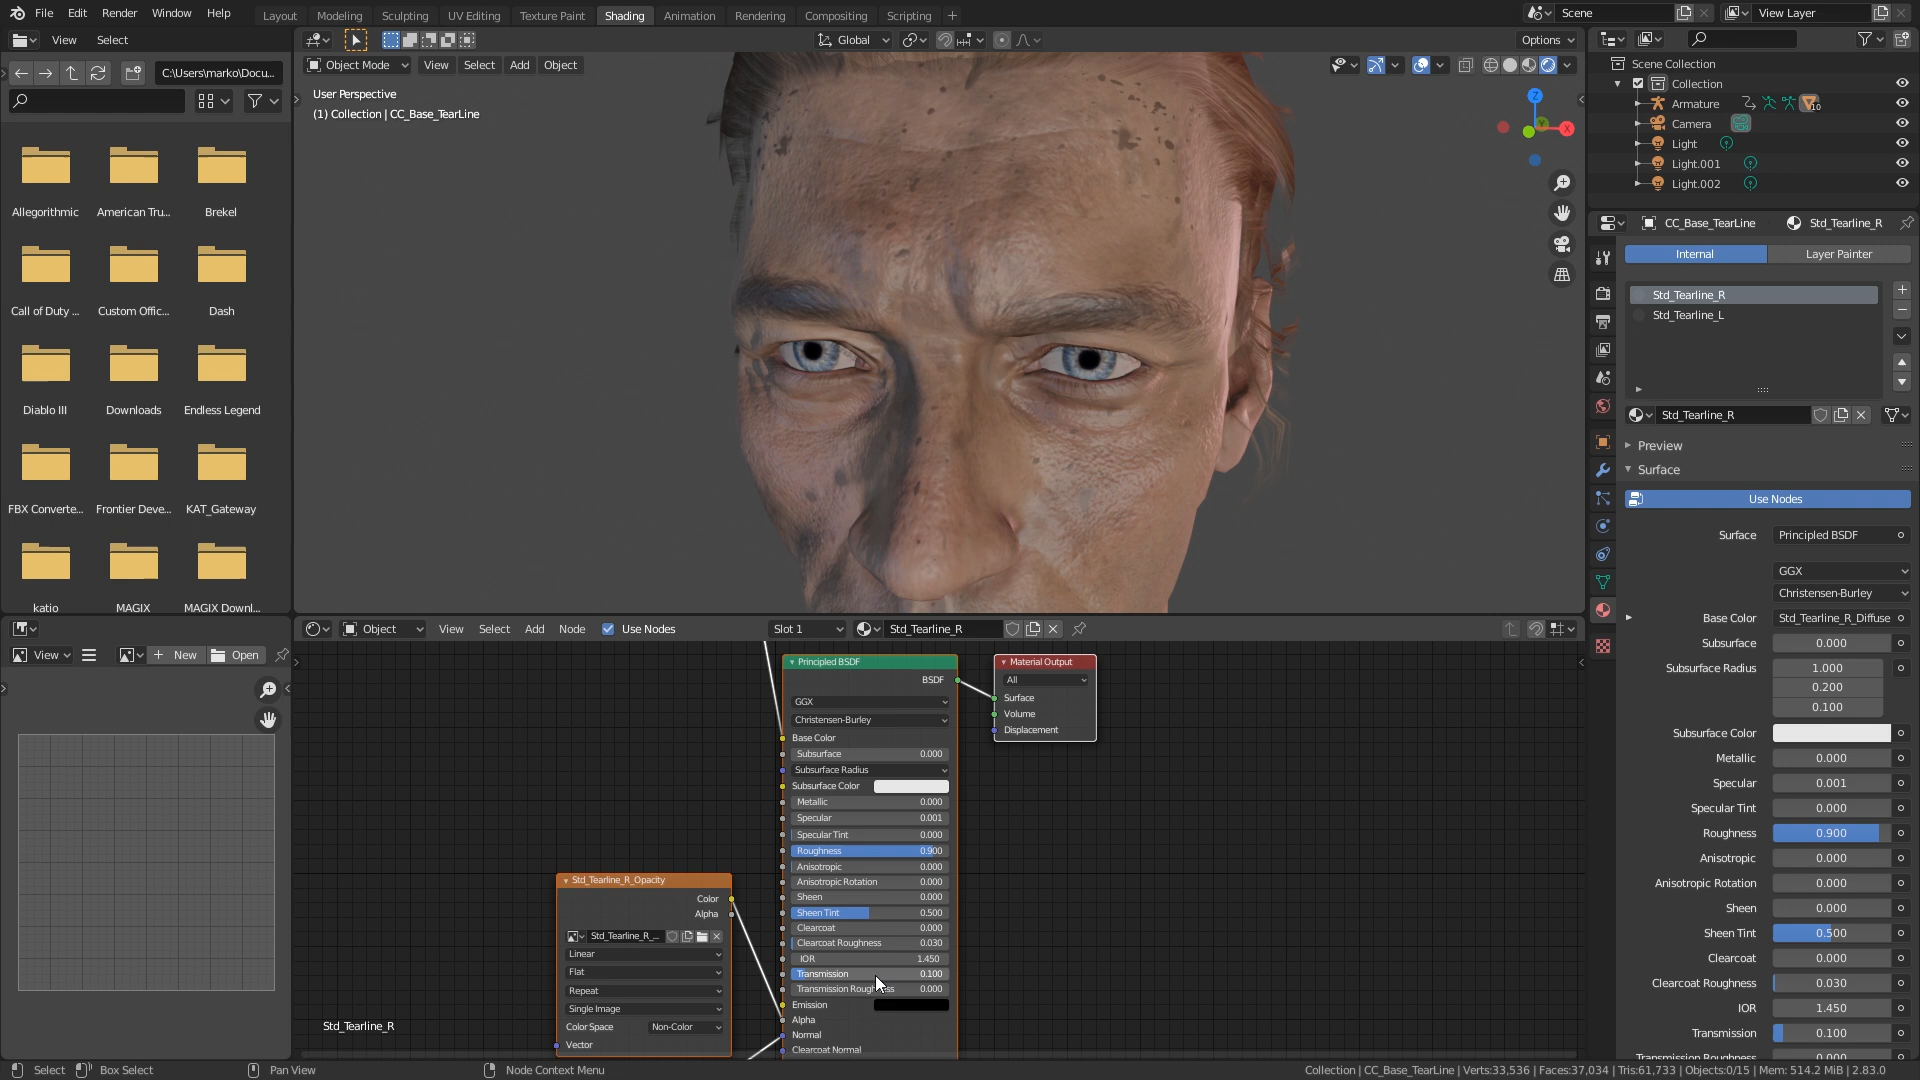 File Edit Render Window Help
Layout Modeling Sculpting UV Editing Texture Paint Shading Animation Rendering Compositing Scripting +
Scene
View Layer
View Select
Global
Options
C:\Users\marko\Docu...
Object Mode View Select Add Object
User Perspective
(1) Collection | CC_Base_TearLine
Z
Y
X
Allegorithmic American Tru... Brekel
Call of Duty ... Custom Offic... Dash
Diablo III Downloads Endless Legend
FBX Converte... Frontier Deve... KAT_Gateway
katio MAGIX MAGIX Downl...
Scene Collection
Collection
Armature 10
Camera
Light
Light.001
Light.002
CC_Base_TearLine Std_Tearline_R
Internal Layer Painter
Std_Tearline_R
Std_Tearline_L
Std_Tearline_R
Preview
Surface
Use Nodes
Surface Principled BSDF
GGX
Christensen-Burley
Base Color Std_Tearline_R_Diffuse
Subsurface 0.000
Subsurface Radius 1.000
0.200
0.100
Subsurface Color
Metallic 0.000
Specular 0.001
Specular Tint 0.000
Roughness 0.900
Anisotropic 0.000
Anisotropic Rotation 0.000
Sheen 0.000
Sheen Tint 0.500
Clearcoat 0.000
Clearcoat Roughness 0.030
IOR 1.450
Transmission 0.100
Transmission Roughness 0.000
View + New Open
Object View Select Add Node Use Nodes Slot 1 Std_Tearline_R
Principled BSDF
BSDF
GGX
Christensen-Burley
Base Color
Subsurface 0.000
Subsurface Radius
Subsurface Color
Metallic 0.000
Specular 0.001
Specular Tint 0.000
Roughness 0.900
Anisotropic 0.000
Anisotropic Rotation 0.000
Sheen 0.000
Sheen Tint 0.500
Clearcoat 0.000
Clearcoat Roughness 0.030
IOR 1.450
Transmission 0.100
Transmission Roughness 0.000
Emission
Alpha
Normal
Clearcoat Normal
Material Output
All
Surface
Volume
Displacement
Std_Tearline_R_Opacity
Color
Alpha
Std_Tearline_R_...
Linear
Flat
Repeat
Single Image
Color Space Non-Color
Vector
Std_Tearline_R
Select Box Select Pan View Node Context Menu
Collection | CC_Base_TearLine | Verts:33,536 | Faces:37,034 | Tris:61,733 | Objects:0/15 | Mem: 514.2 MiB | 2.83.0